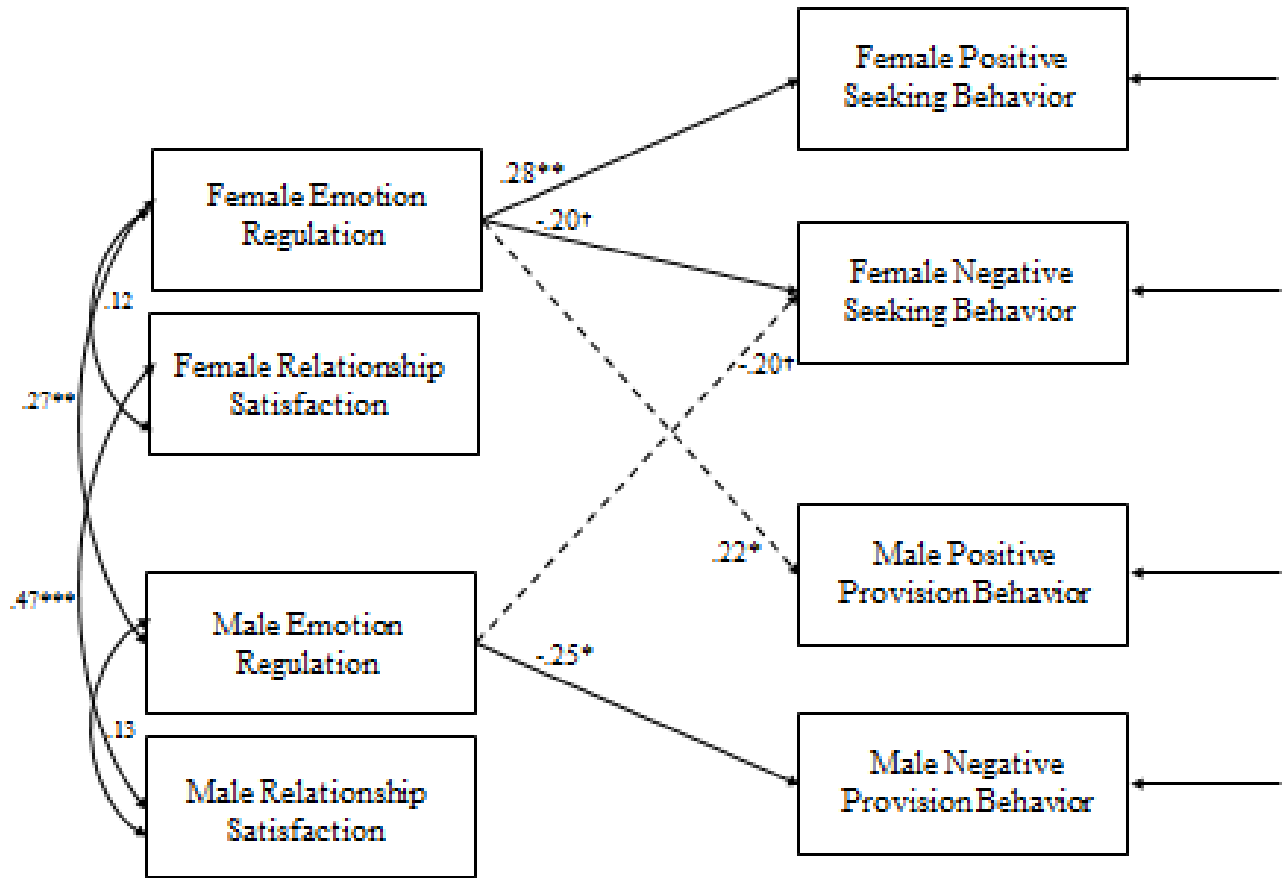 Female Positive
Seeking Behavior
.28**
Female Emotion
Regulation
-.20†
Female Negative
Seeking Behavior
.12
Female Relationship
Satisfaction
-.20†
.27**
.22*
Male Positive
Provision Behavior
.47***
Male Emotion
Regulation
-.25*
.13
Male Negative
Provision Behavior
Male Relationship
Satisfaction